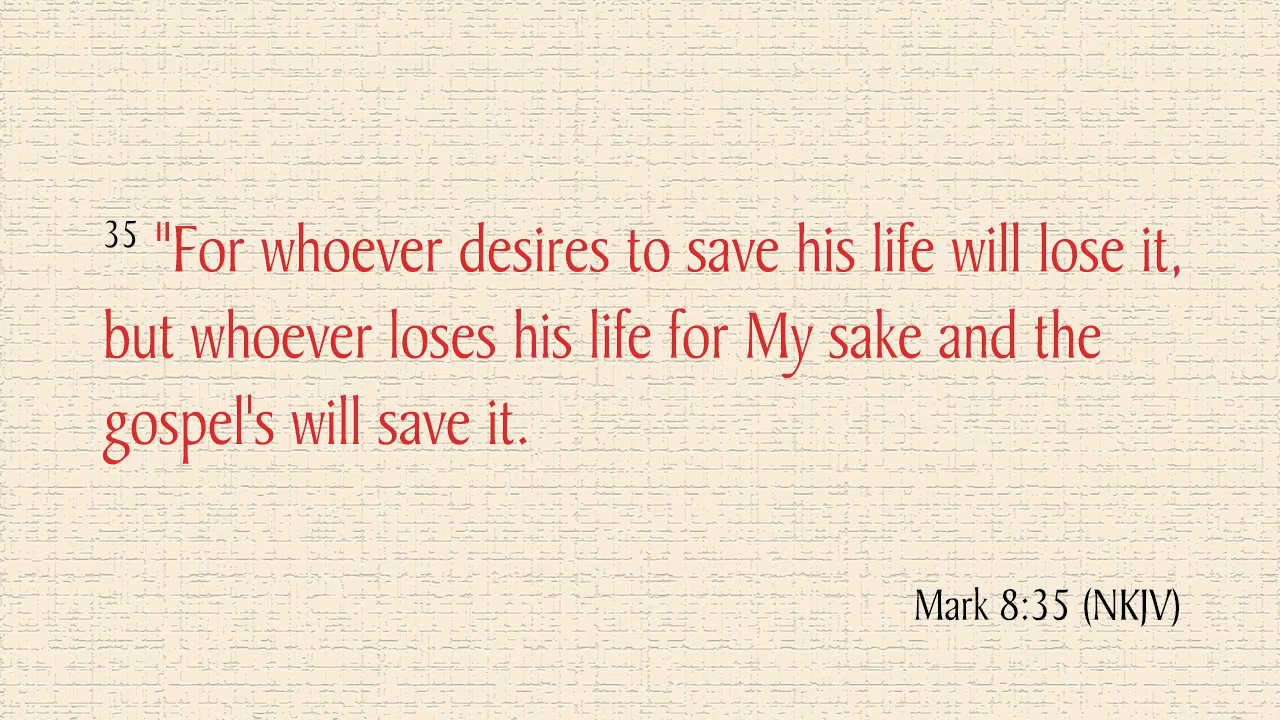 35 "For whoever desires to save his life will lose it,
but whoever loses his life for My sake and the
gospel's will save it.
Mark 8:35 (NKJV)